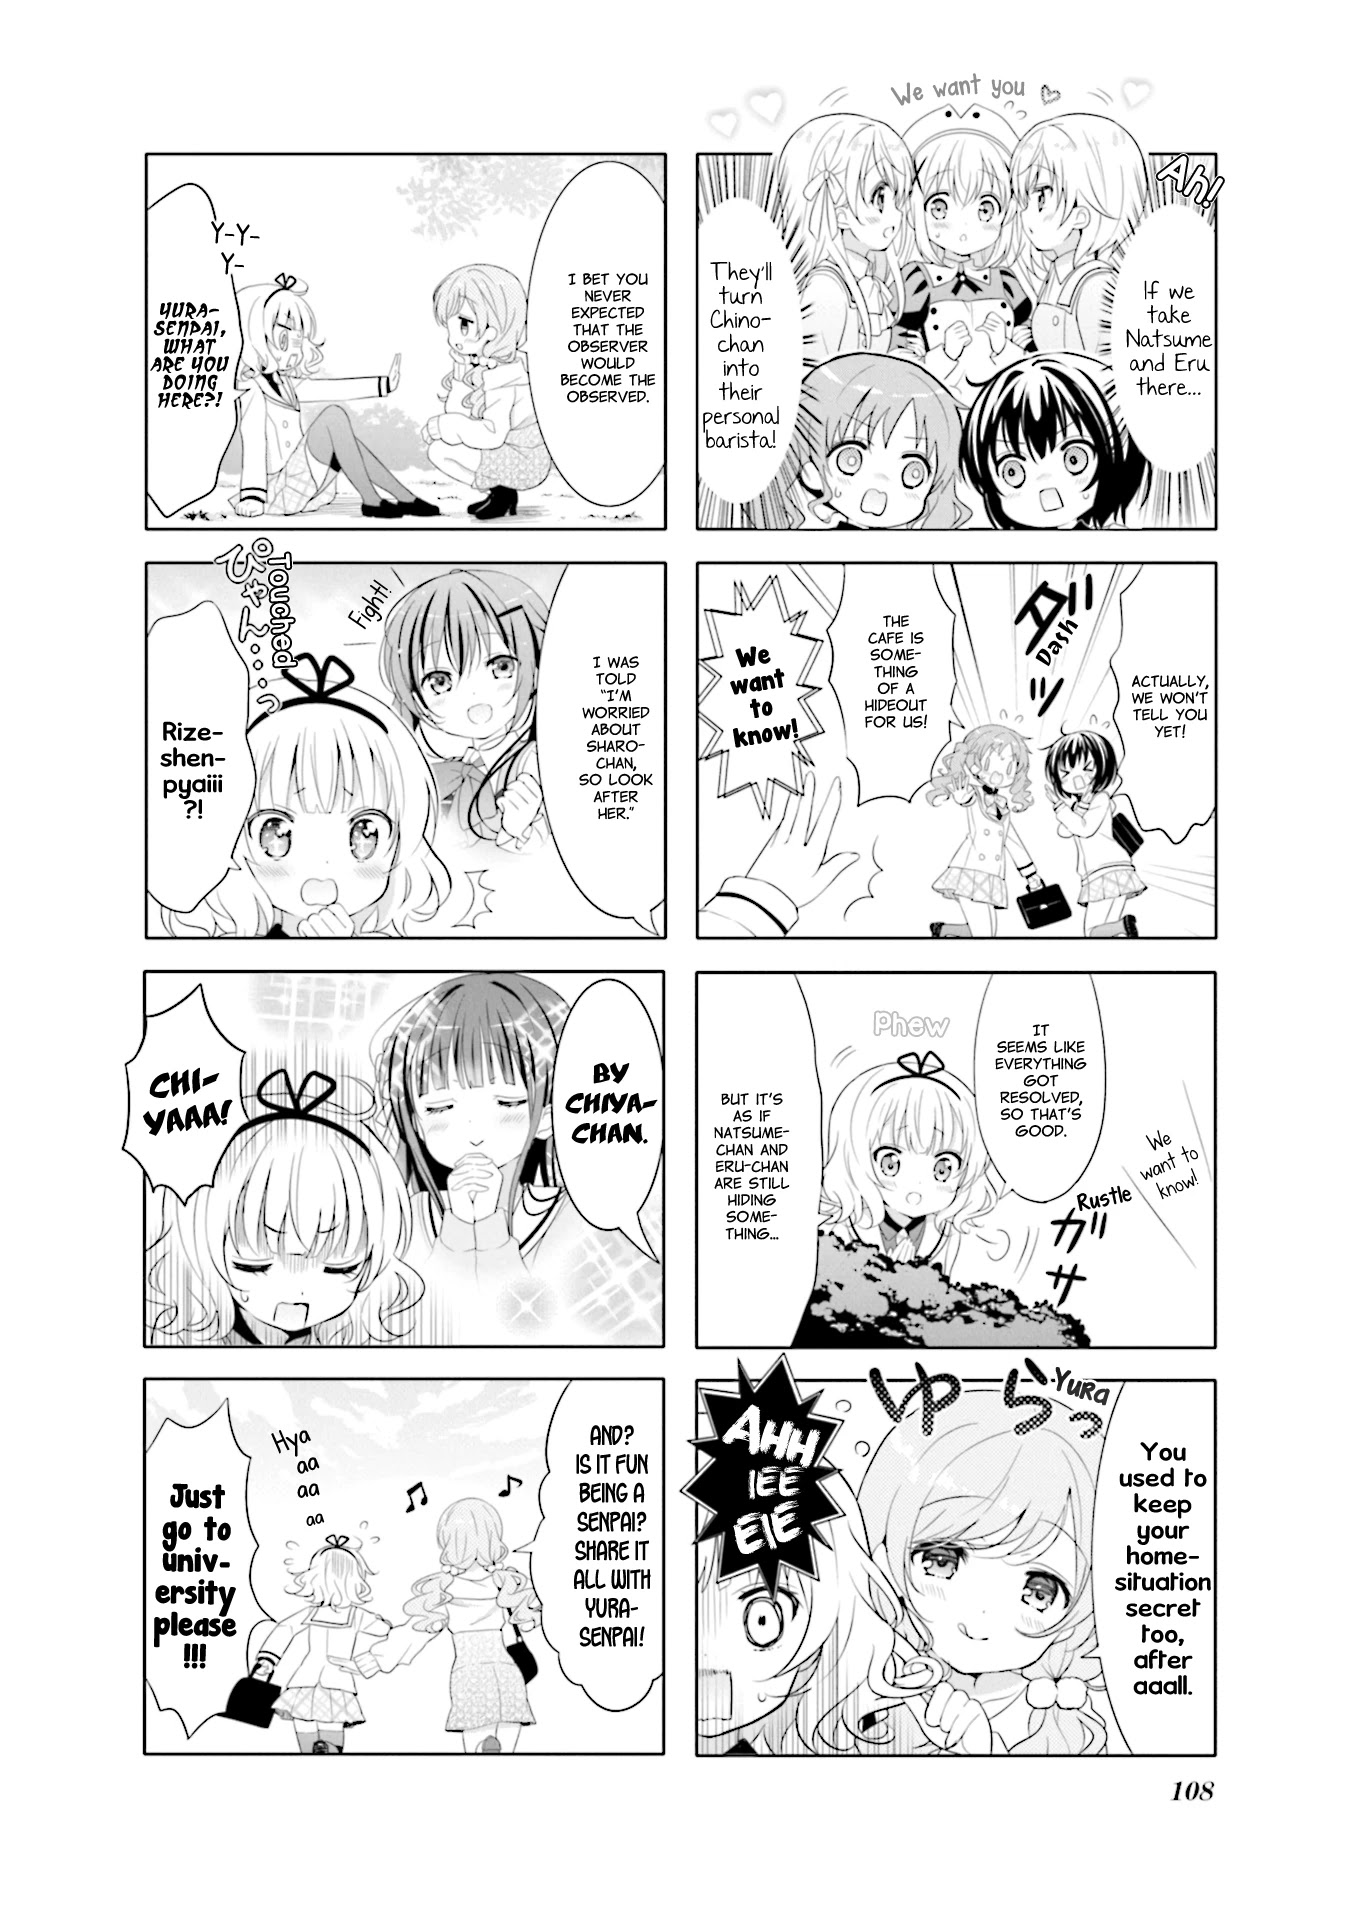 We want you
Ah!
If we
take
Natsume
and Eru
there...
They'll
turn
Chino-
chan
into
their
personal
barista!
ACTUALLY,
WE WON'T
TELL YOU
YET!
ダッ
Dash
THE
CAFE IS
SOME-
THING
OF A
HIDEOUT
FOR US!
We
want
to
know!
We
want to
know!
ガサ
Rustle
IT
SEEMS LIKE
EVERYTHING
GOT
RESOLVED,
SO THAT'S
GOOD.
Phew
BUT IT'S
AS IF
NATSUME-
CHAN AND
ERU-CHAN
ARE STILL
HIDING
SOME-
THING...
You
used to
keep
your
home-
situation
secret
too,
after
aaall.
ゆらっ
Yura
AHH
IEE
EIE
108
I BET YOU
NEVER
EXPECTED
THAT THE
OBSERVER
WOULD
BECOME THE
OBSERVED.
Y-Y-
Y-
YURA-
SENPAI,
WHAT
ARE YOU
DOING
HERE?!
I WAS
TOLD
"I'M
WORRIED
ABOUT
SHARO-
CHAN,
SO LOOK
AFTER
HER."
Fight!
Touched
ぴゃん…っ
Rize-
shen-
pyaiii
?!
BY
CHIYA-
CHAN.
CHI-
YAAA!
AND?
IS IT FUN
BEING A
SENPAI?
SHARE IT
ALL WITH
YURA-
SENPAI!
Hya
aa
aa
aa
Just
go to
univ-
ersity
please
!!!